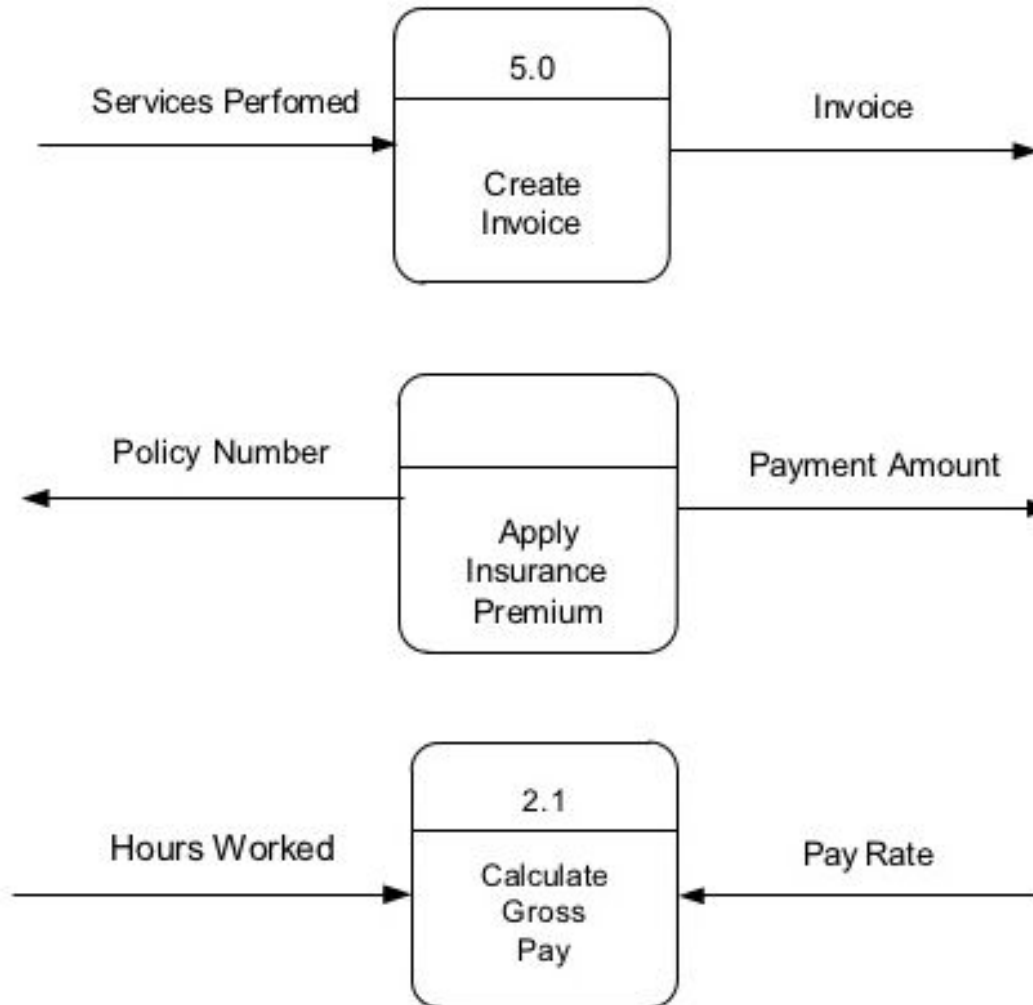 5.0
Services Perfomed
Invoice
Create
Invoice
Policy Number
Payment Amount
Apply
Insurance
Premium
2.1
Hours Worked
Pay Rate
Calculate
Gross
Pay